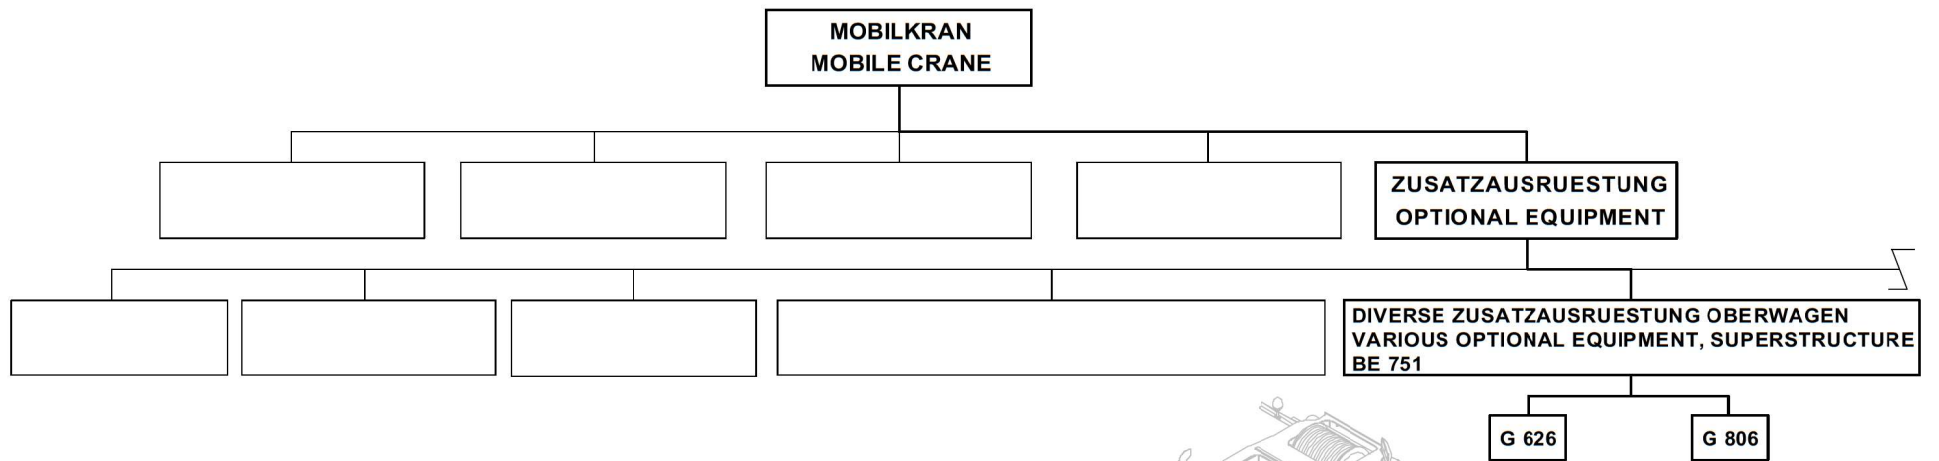 MOBILKRAN
MOBILE CRANE
ZUSATZAUSRUESTUNG
OPTIONAL EQUIPMENT
DIVERSE ZUSATZAUSRUESTUNG OBERWAGEN
VARIOUS OPTIONAL EQUIPMENT, SUPERSTRUCTURE
BE 751
G 626
G 806